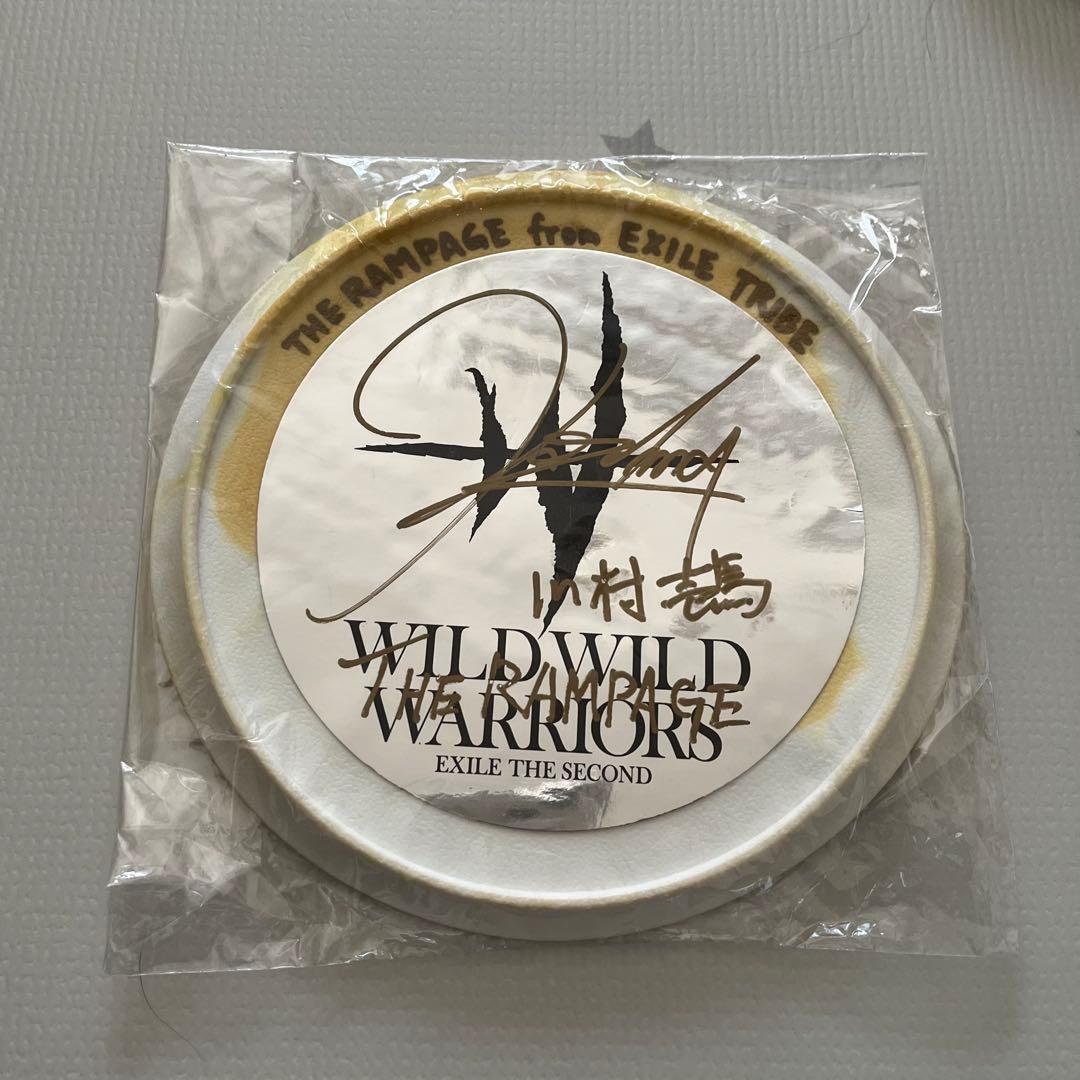 THE RAMPAGE from EXILE TRIBE
川村壱馬
WILD WILD
THE RAMPAGE
WARRIORS
EXILE THE SECOND